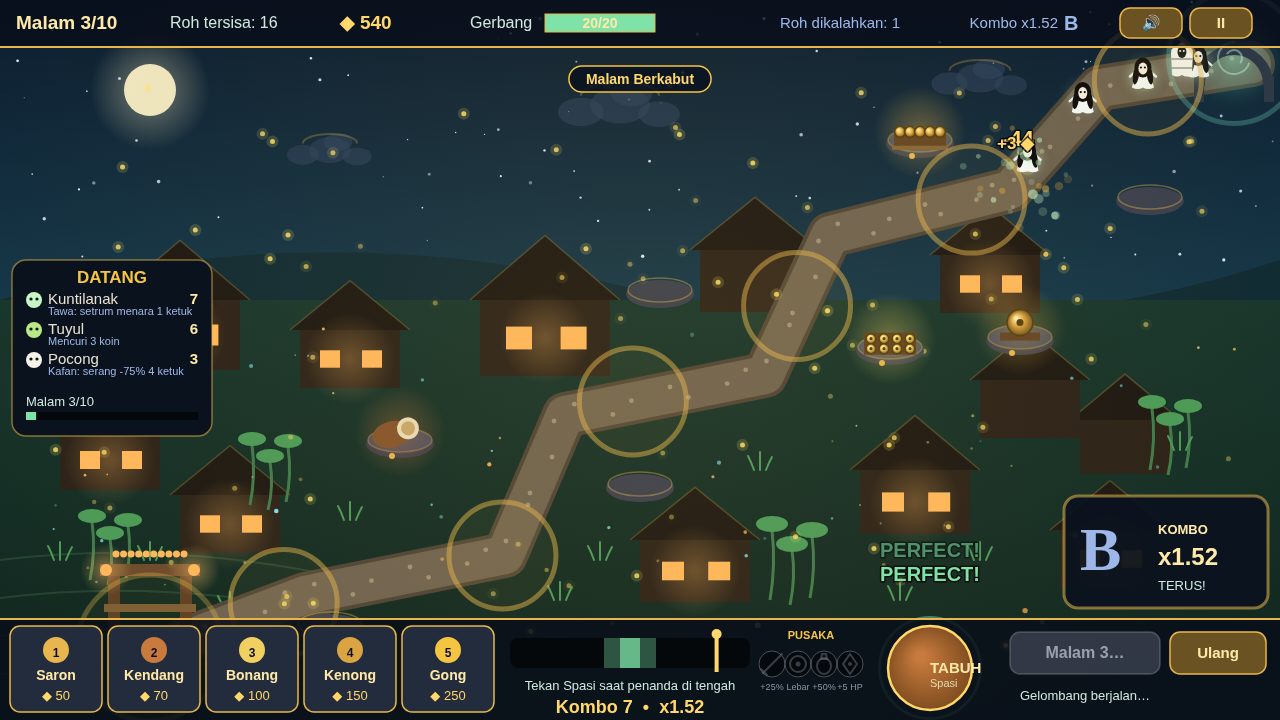 Malam 3/10
Roh tersisa: 16
◆ 540
Gerbang 20/20
Roh dikalahkan: 1
Kombo x1.52 B
Malam Berkabut
+3◆
DATANG
Kuntilanak 7
Tawa: setrum menara 1 ketuk
Tuyul 6
Mencuri 3 koin
Pocong 3
Kafan: serang -75% 4 ketuk
Malam 3/10
PERFECT!
PERFECT!
B
KOMBO
x1.52
TERUS!
1
Saron
◆ 50
2
Kendang
◆ 70
3
Bonang
◆ 100
4
Kenong
◆ 150
5
Gong
◆ 250
Tekan Spasi saat penanda di tengah
Kombo 7 • x1.52
PUSAKA
+25% Lebar +50% +5 HP
TABUH
Spasi
Malam 3…
Ulang
Gelombang berjalan…